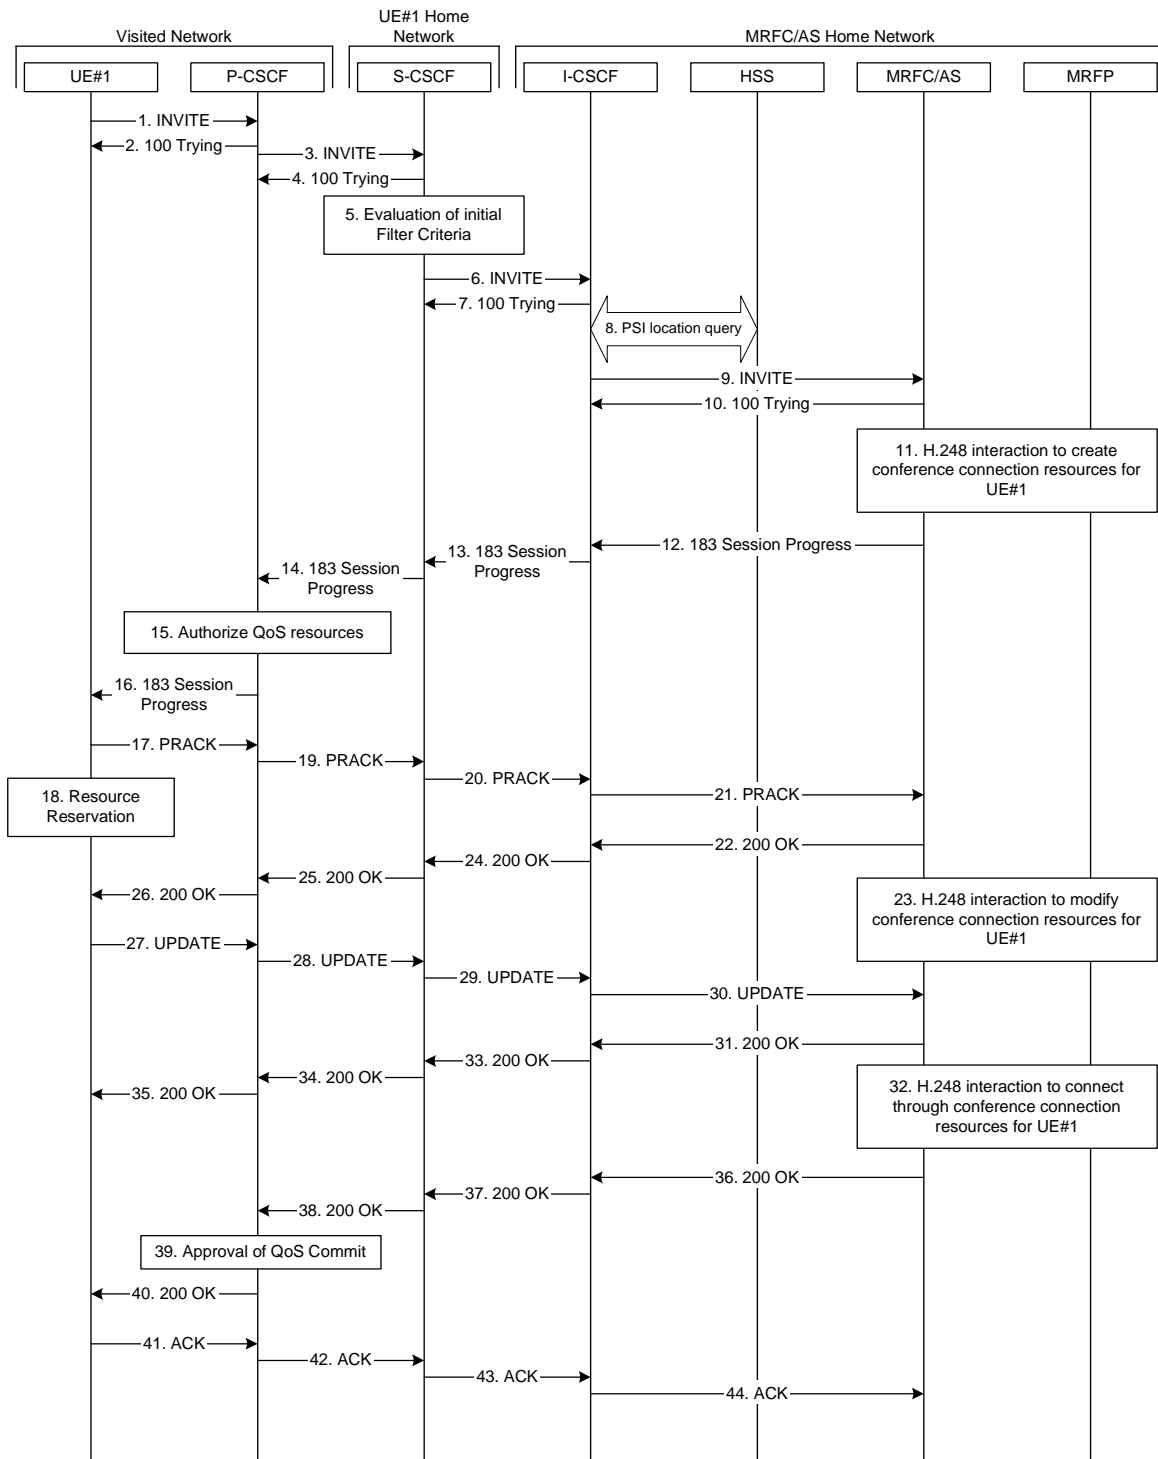 UE#1 Home
Network
Visited Network
MRFC/AS Home Network
UE#1
P-CSCF
S-CSCF
I-CSCF
HSS
MRFC/AS
MRFP
1. INVITE
2. 100 Trying
3. INVITE
4. 100 Trying
5. Evaluation of initial
Filter Criteria
6. INVITE
7. 100 Trying
8. PSI location query
9. INVITE
10. 100 Trying
11. H.248 interaction to create
conference connection resources for
UE#1
12. 183 Session Progress
13. 183 Session
Progress
14. 183 Session
Progress
15. Authorize QoS resources
16. 183 Session
Progress
17. PRACK
19. PRACK
20. PRACK
18. Resource
Reservation
21. PRACK
22. 200 OK
24. 200 OK
25. 200 OK
26. 200 OK
23. H.248 interaction to modify
conference connection resources for
UE#1
27. UPDATE
28. UPDATE
29. UPDATE
30. UPDATE
31. 200 OK
33. 200 OK
34. 200 OK
35. 200 OK
32. H.248 interaction to connect
through conference connection
resources for UE#1
36. 200 OK
37. 200 OK
38. 200 OK
39. Approval of QoS Commit
40. 200 OK
41. ACK
42. ACK
43. ACK
44. ACK